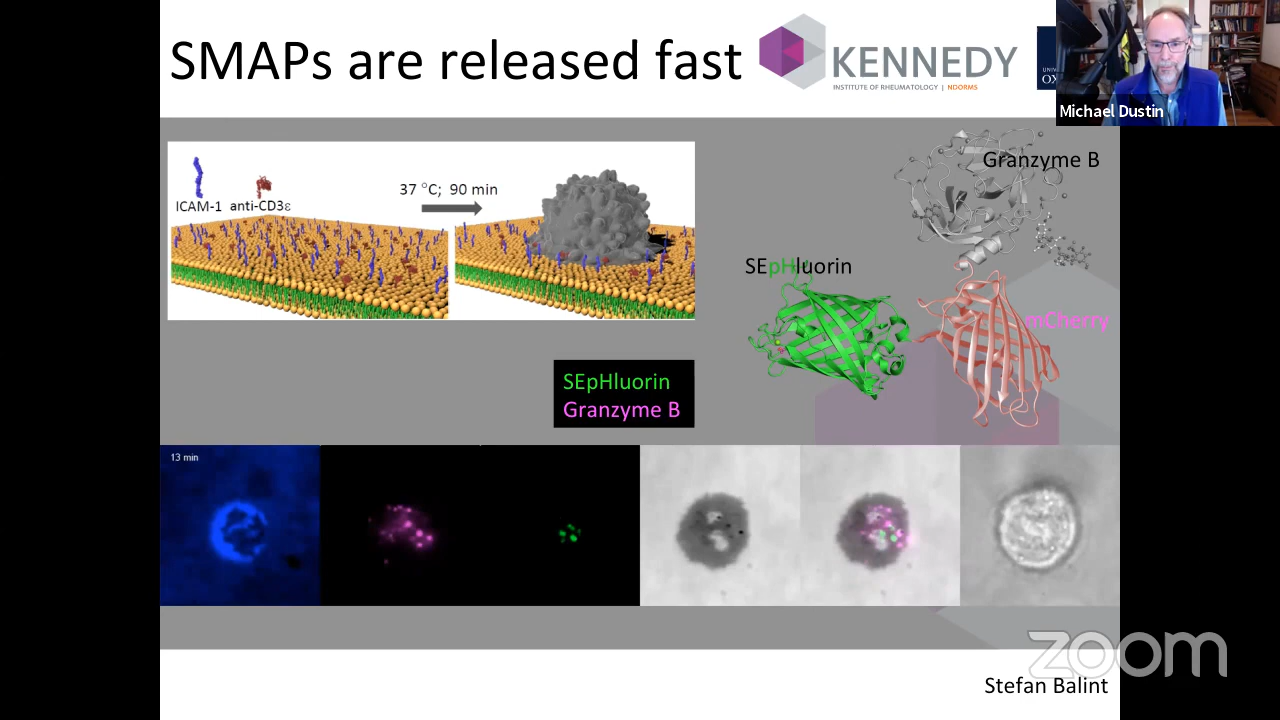 SMAPs are released fast
KENNEDY
INSTITUTE OF RHEUMATOLOGY | NDORMS
Michael Dustin
ICAM-1 anti-CD3ε
37 °C; 90 min
Granzyme B
SEpHluorin
mCherry
SEpHluorin
Granzyme B
13 min
zoom
Stefan Balint